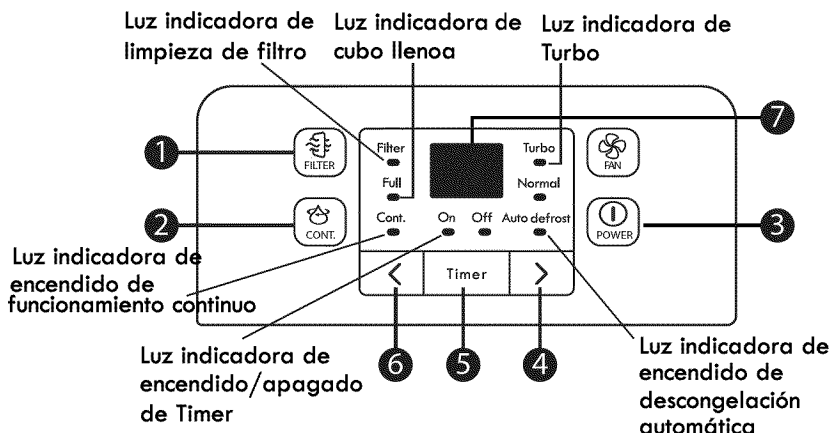 Luz indicadora de
limpieza de filtro
Luz indicadora de
cubo llenoa
Luz indicadora de
Turbo
7
1
FILTER
Filter
Turbo
FAN
Full
Normal
2
CONT.
Cont.
On
Off
Auto defrost
POWER
3
Luz indicadora de
encendido de
funcionamiento continuo
<
Timer
>
6
5
4
Luz indicadora de
encendido/apagado
de Timer
Luz indicadora de
encendido de
descongelación
automática